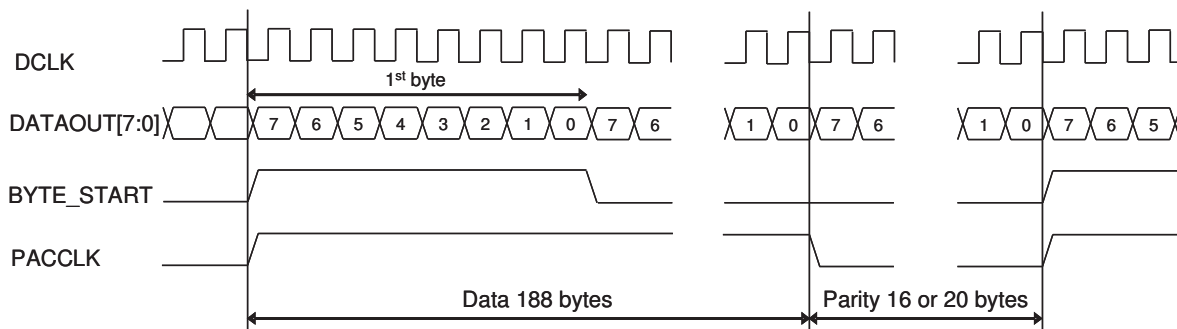 DCLK
1st byte
DATAOUT[7:0] 7 6 5 4 3 2 1 0 7 6 1 0 7 6 1 0 7 6 5
BYTE_START
PACCLK
Data 188 bytes Parity 16 or 20 bytes